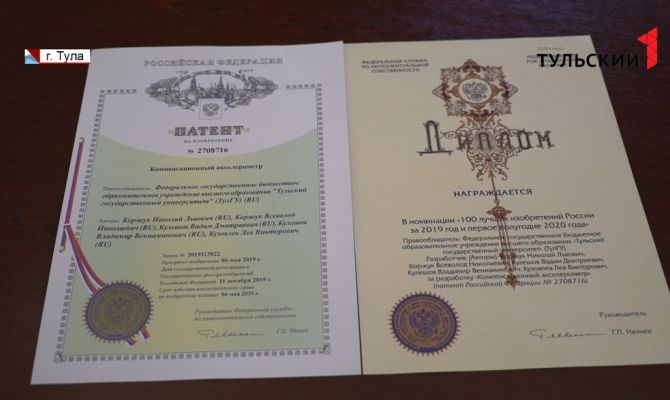 г. Тула
ТУЛЬСКИЙ 1
РОССИЙСКАЯ ФЕДЕРАЦИЯ
ПАТЕНТ
НА ИЗОБРЕТЕНИЕ
№ 2708716
Компенсационный акселерометр
Патентообладатель: Федеральное государственное бюджетное
образовательное учреждение высшего образования "Тульский
государственный университет" (ТулГУ) (RU)
Авторы: Коржук Николай Львович (RU), Коржук Всеволод
Николаевич (RU), Кулешов Вадим Дмитриевич (RU), Кулешов
Владимир Вениаминович (RU), Кузовлев Лев Викторович
(RU)
Заявка № 2019113922
Приоритет изобретения 06 мая 2019 г.
Дата государственной регистрации в
Государственном реестре изобретений
Российской Федерации 11 декабря 2019 г.
Срок действия исключительного права
на изобретение истекает 06 мая 2039 г.
Руководитель Федеральной службы
по интеллектуальной собственности
Г.П. Ивлиев
ФЕДЕРАЛЬНАЯ СЛУЖБА
ПО ИНТЕЛЛЕКТУАЛЬНОЙ
СОБСТВЕННОСТИ
Диплом
НАГРАЖДАЕТСЯ
В номинации «100 лучших изобретений России
за 2019 год и первое полугодие 2020 года»
Правообладатель: Федеральное государственное бюджетное
образовательное учреждение высшего образования «Тульский
государственный университет» (ТулГУ)
Разработчик (Автор): Коржук Николай Львович,
Коржук Всеволод Николаевич, Кулешов Вадим Дмитриевич,
Кулешов Владимир Вениаминович, Кузовлев Лев Викторович.
за разработку «Компенсационный акселерометр»
(патент Российской Федерации № 2708716)
Руководитель
Г.П. Ивлиев